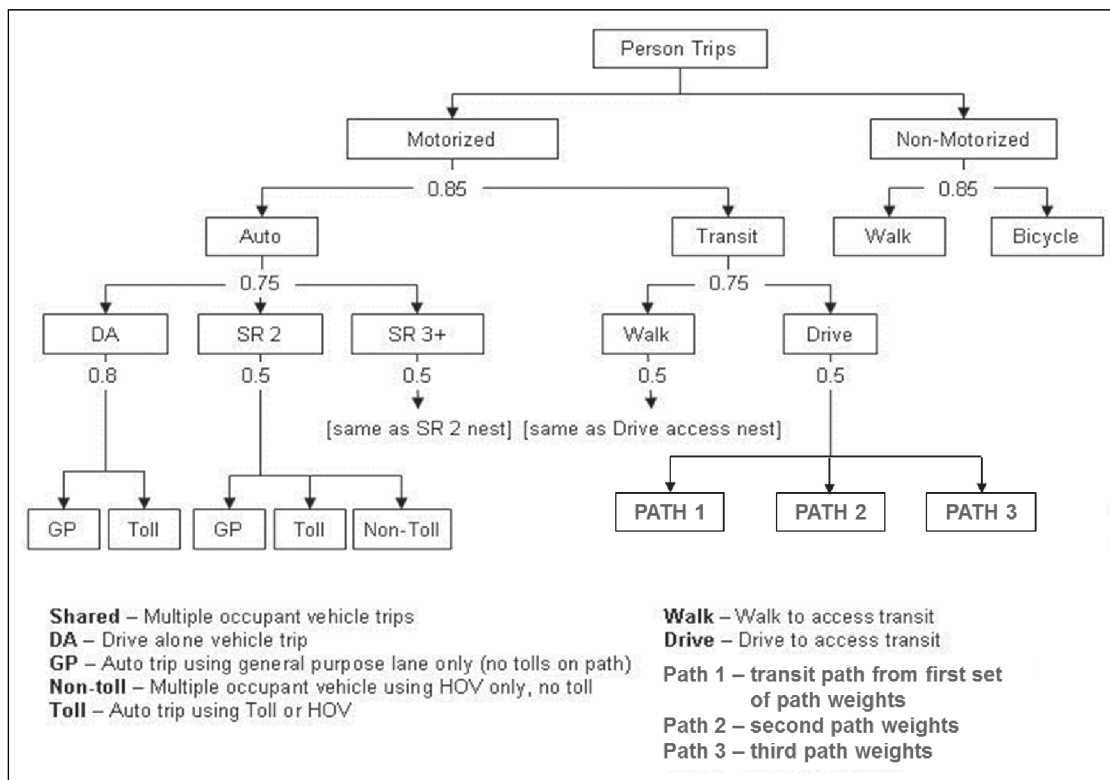 Person Trips
Motorized
Non-Motorized
0.85
0.85
Auto
Transit
Walk
Bicycle
0.75
0.75
DA
SR 2
SR 3+
Walk
Drive
0.8
0.5
0.5
0.5
0.5
[same as SR 2 nest]
[same as Drive access nest]
GP
Toll
GP
Toll
Non-Toll
PATH 1
PATH 2
PATH 3
Shared – Multiple occupant vehicle trips
DA – Drive alone vehicle trip
GP – Auto trip using general purpose lane only (no tolls on path)
Non-toll – Multiple occupant vehicle using HOV only, no toll
Toll – Auto trip using Toll or HOV
Walk – Walk to access transit
Drive – Drive to access transit
Path 1 – transit path from first set
of path weights
Path 2 – second path weights
Path 3 – third path weights